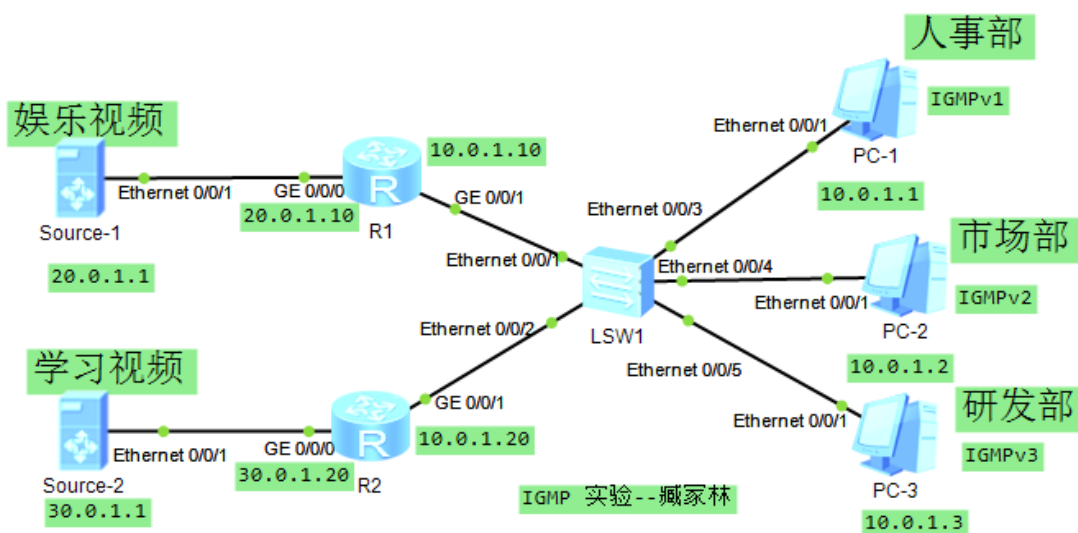 人事部
IGMPv1
Ethernet 0/0/1
PC-1
10.0.1.1
娱乐视频
Ethernet 0/0/1
GE 0/0/0
20.0.1.10
Source-1
20.0.1.1
10.0.1.10
R
GE 0/0/1
R1
Ethernet 0/0/1
Ethernet 0/0/3
市场部
Ethernet 0/0/4
Ethernet 0/0/1
IGMPv2
PC-2
10.0.1.2
LSW1
Ethernet 0/0/2
Ethernet 0/0/5
学习视频
Ethernet 0/0/1
GE 0/0/0
30.0.1.20
Source-2
30.0.1.1
GE 0/0/1
R
10.0.1.20
R2
研发部
Ethernet 0/0/1
IGMPv3
PC-3
10.0.1.3
IGMP 实验--臧冢林